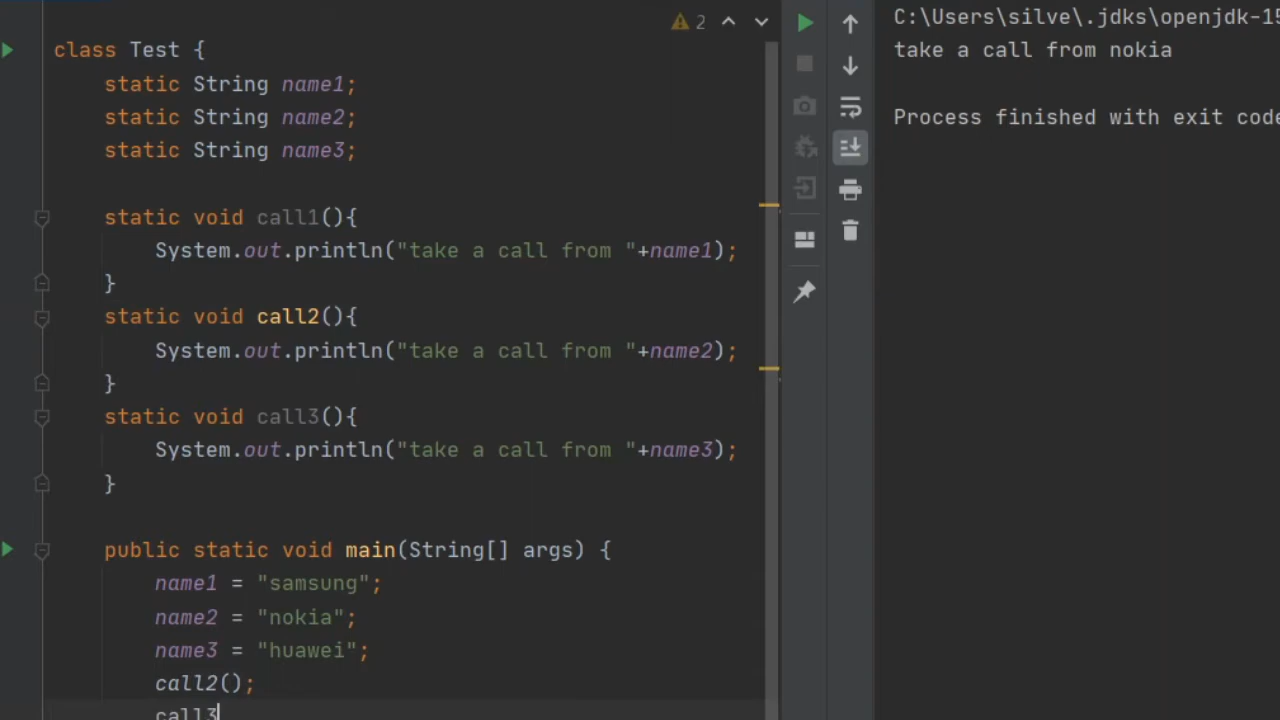 2
class Test {
static String name1;
static String name2;
static String name3;
static void call1(){
System.out.println("take a call from "+name1);
}
static void call2(){
System.out.println("take a call from "+name2);
}
static void call3(){
System.out.println("take a call from "+name3);
}
public static void main(String[] args) {
name1 = "samsung";
name2 = "nokia";
name3 = "huawei";
call2();
call3
C:\Users\silve\.jdks\openjdk-15
take a call from nokia
Process finished with exit code